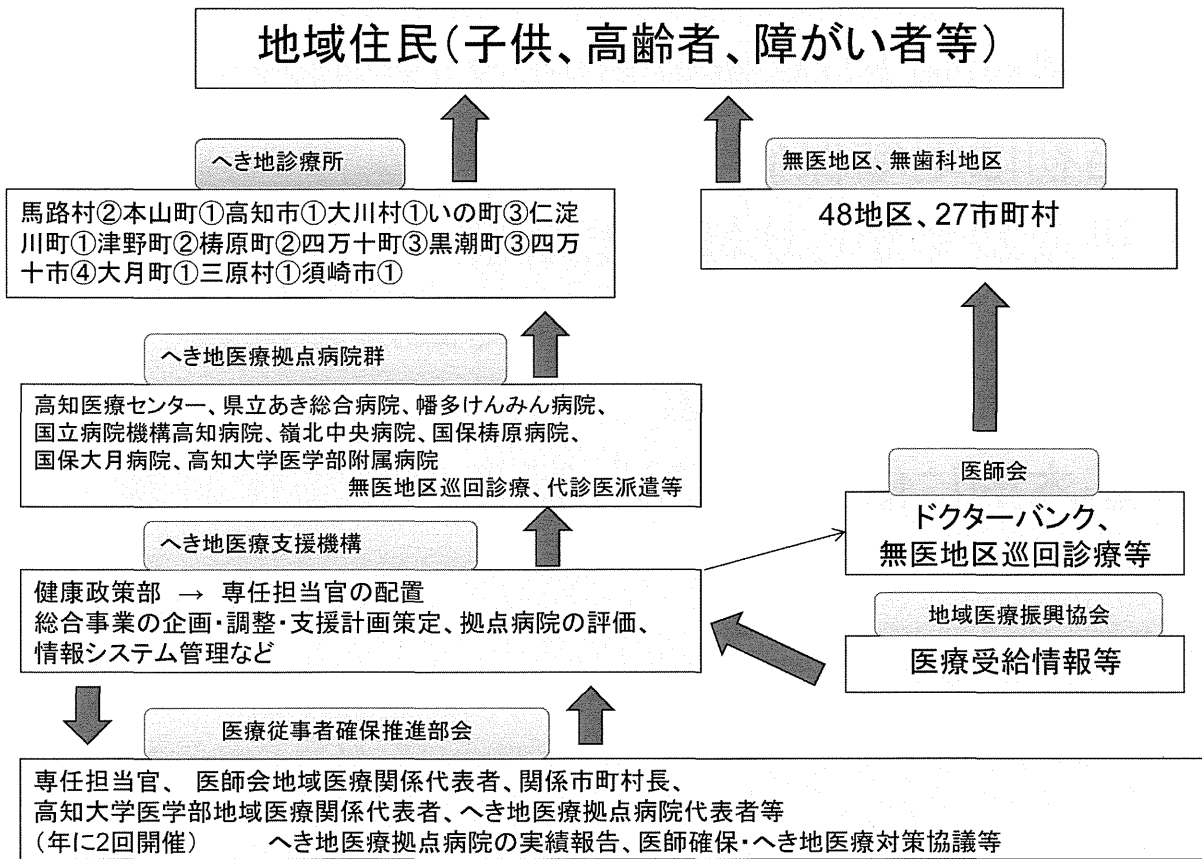 地域住民(子供、高齢者、障がい者等)
へき地診療所
馬路村②本山町①高知市①大川村①いの町③仁淀
川町①津野町②梼原町②四万十町③黒潮町③四万
十市④大月町①三原村①須崎市①
無医地区、無歯科地区
48地区、27市町村
へき地医療拠点病院群
高知医療センター、県立あき総合病院、幡多けんみん病院、
国立病院機構高知病院、嶺北中央病院、国保梼原病院、
国保大月病院、高知大学医学部附属病院
無医地区巡回診療、代診医派遣等
医師会
ドクターバンク、
無医地区巡回診療等
へき地医療支援機構
健康政策部 → 専任担当官の配置
総合事業の企画・調整・支援計画策定、拠点病院の評価、
情報システム管理など
地域医療振興協会
医療受給情報等
医療従事者確保推進部会
専任担当官、 医師会地域医療関係代表者、関係市町村長、
高知大学医学部地域医療関係代表者、へき地医療拠点病院代表者等
(年に2回開催) へき地医療拠点病院の実績報告、医師確保・へき地医療対策協議等